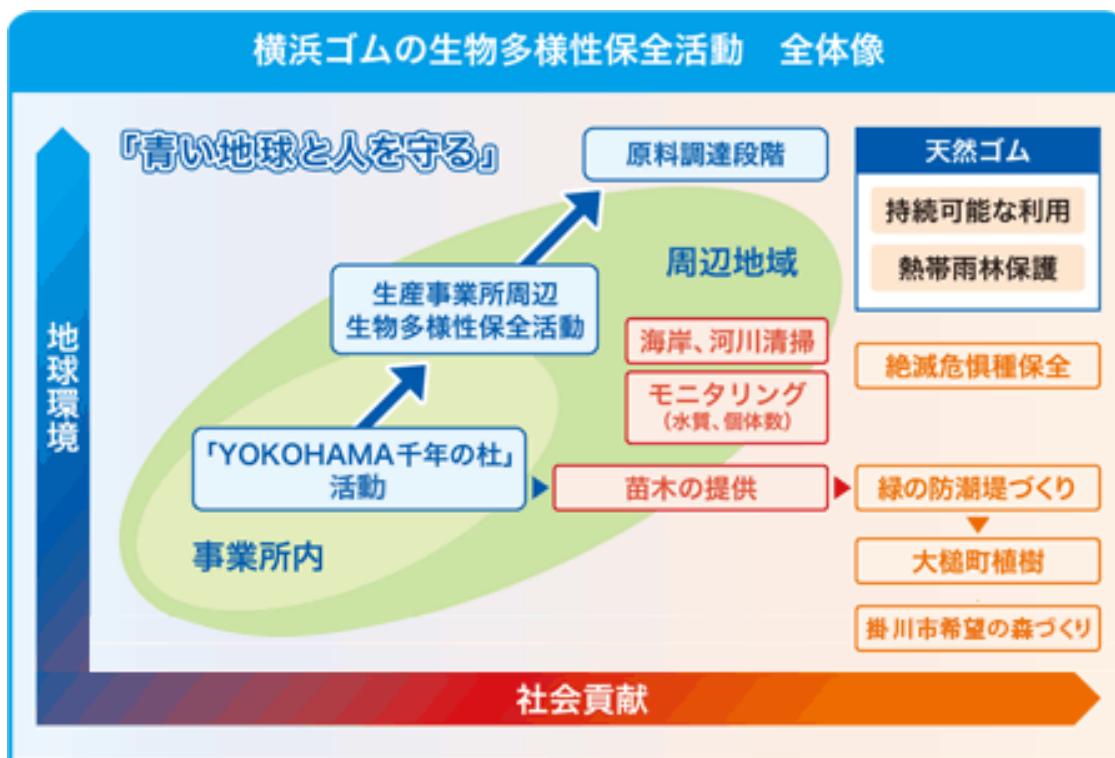 横浜ゴムの生物多様性保全活動 全体像
「青い地球と人を守る」
原料調達段階
天然ゴム
持続可能な利用
熱帯雨林保護
周辺地域
生産事業所周辺
生物多様性保全活動
海岸、河川清掃
モニタリング
(水質、個体数)
絶滅危惧種保全
地球環境
「YOKOHAMA千年の杜」
活動
苗木の提供
緑の防潮堤づくり
事業所内
大槌町植樹
掛川市希望の森づくり
社会貢献